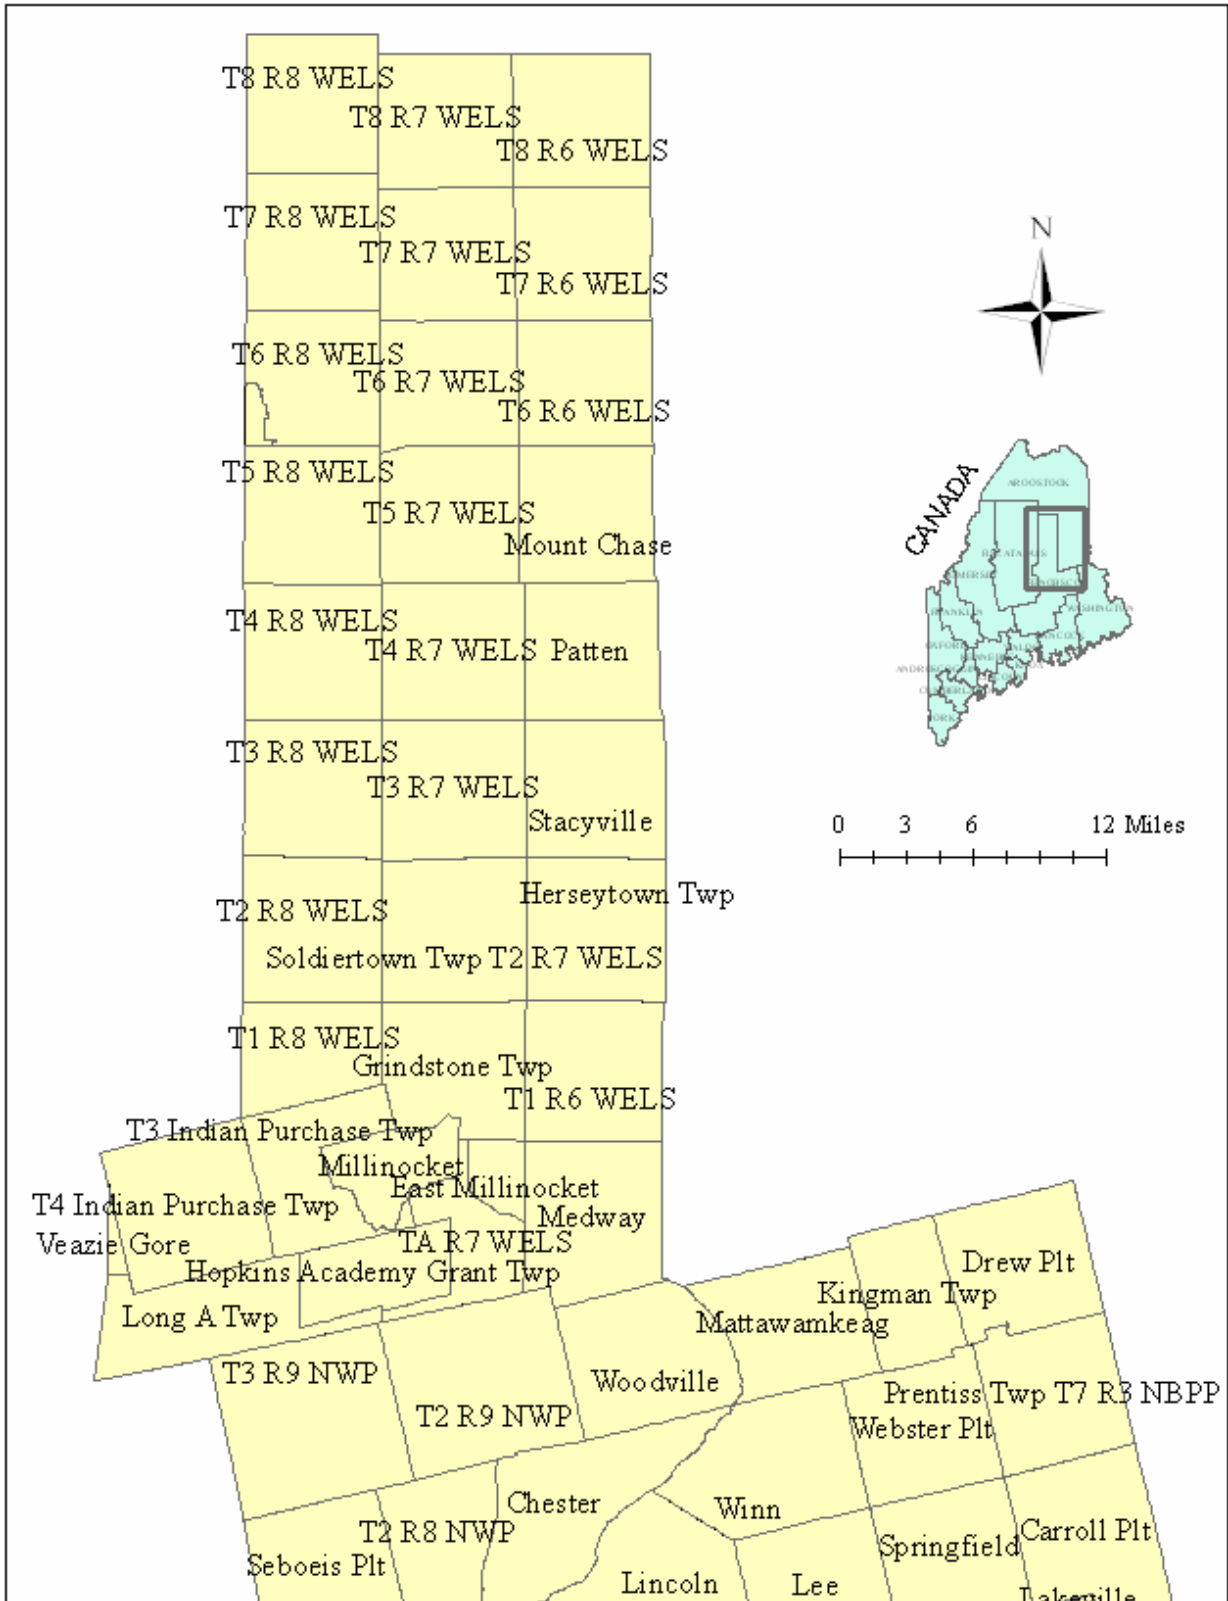 T8 R8 WELS
T8 R7 WELS
T8 R6 WELS
T7 R8 WELS
T7 R7 WELS
T7 R6 WELS
N
T6 R8 WELS
T6 R7 WELS
T6 R6 WELS
T5 R8 WELS
T5 R7 WELS
Mount Chase
CANADA
AROOSTOOK
WASHINGTON
T4 R8 WELS
T4 R7 WELS
Patten
T3 R8 WELS
T3 R7 WELS
Stacyville
0 3 6 12 Miles
Herseytown Twp
T2 R8 WELS
Soldiertown Twp T2 R7 WELS
T1 R8 WELS
Grindstone Twp
T1 R6 WELS
T3 Indian Purchase Twp
Millinocket
East Millinocket
T4 Indian Purchase Twp
Medway
Veazie Gore
TA R7 WELS
Hopkins Academy Grant Twp
Drew Plt
Kingman Twp
Long A Twp
Mattawamkeag
T3 R9 NWP
Woodville
Prentiss Twp T7 R3 NBPP
T2 R9 NWP
Webster Plt
Chester
Winn
T2 R8 NWP
Carroll Plt
Springfield
Seboeis Plt
Lincoln
Lee
Lakeville